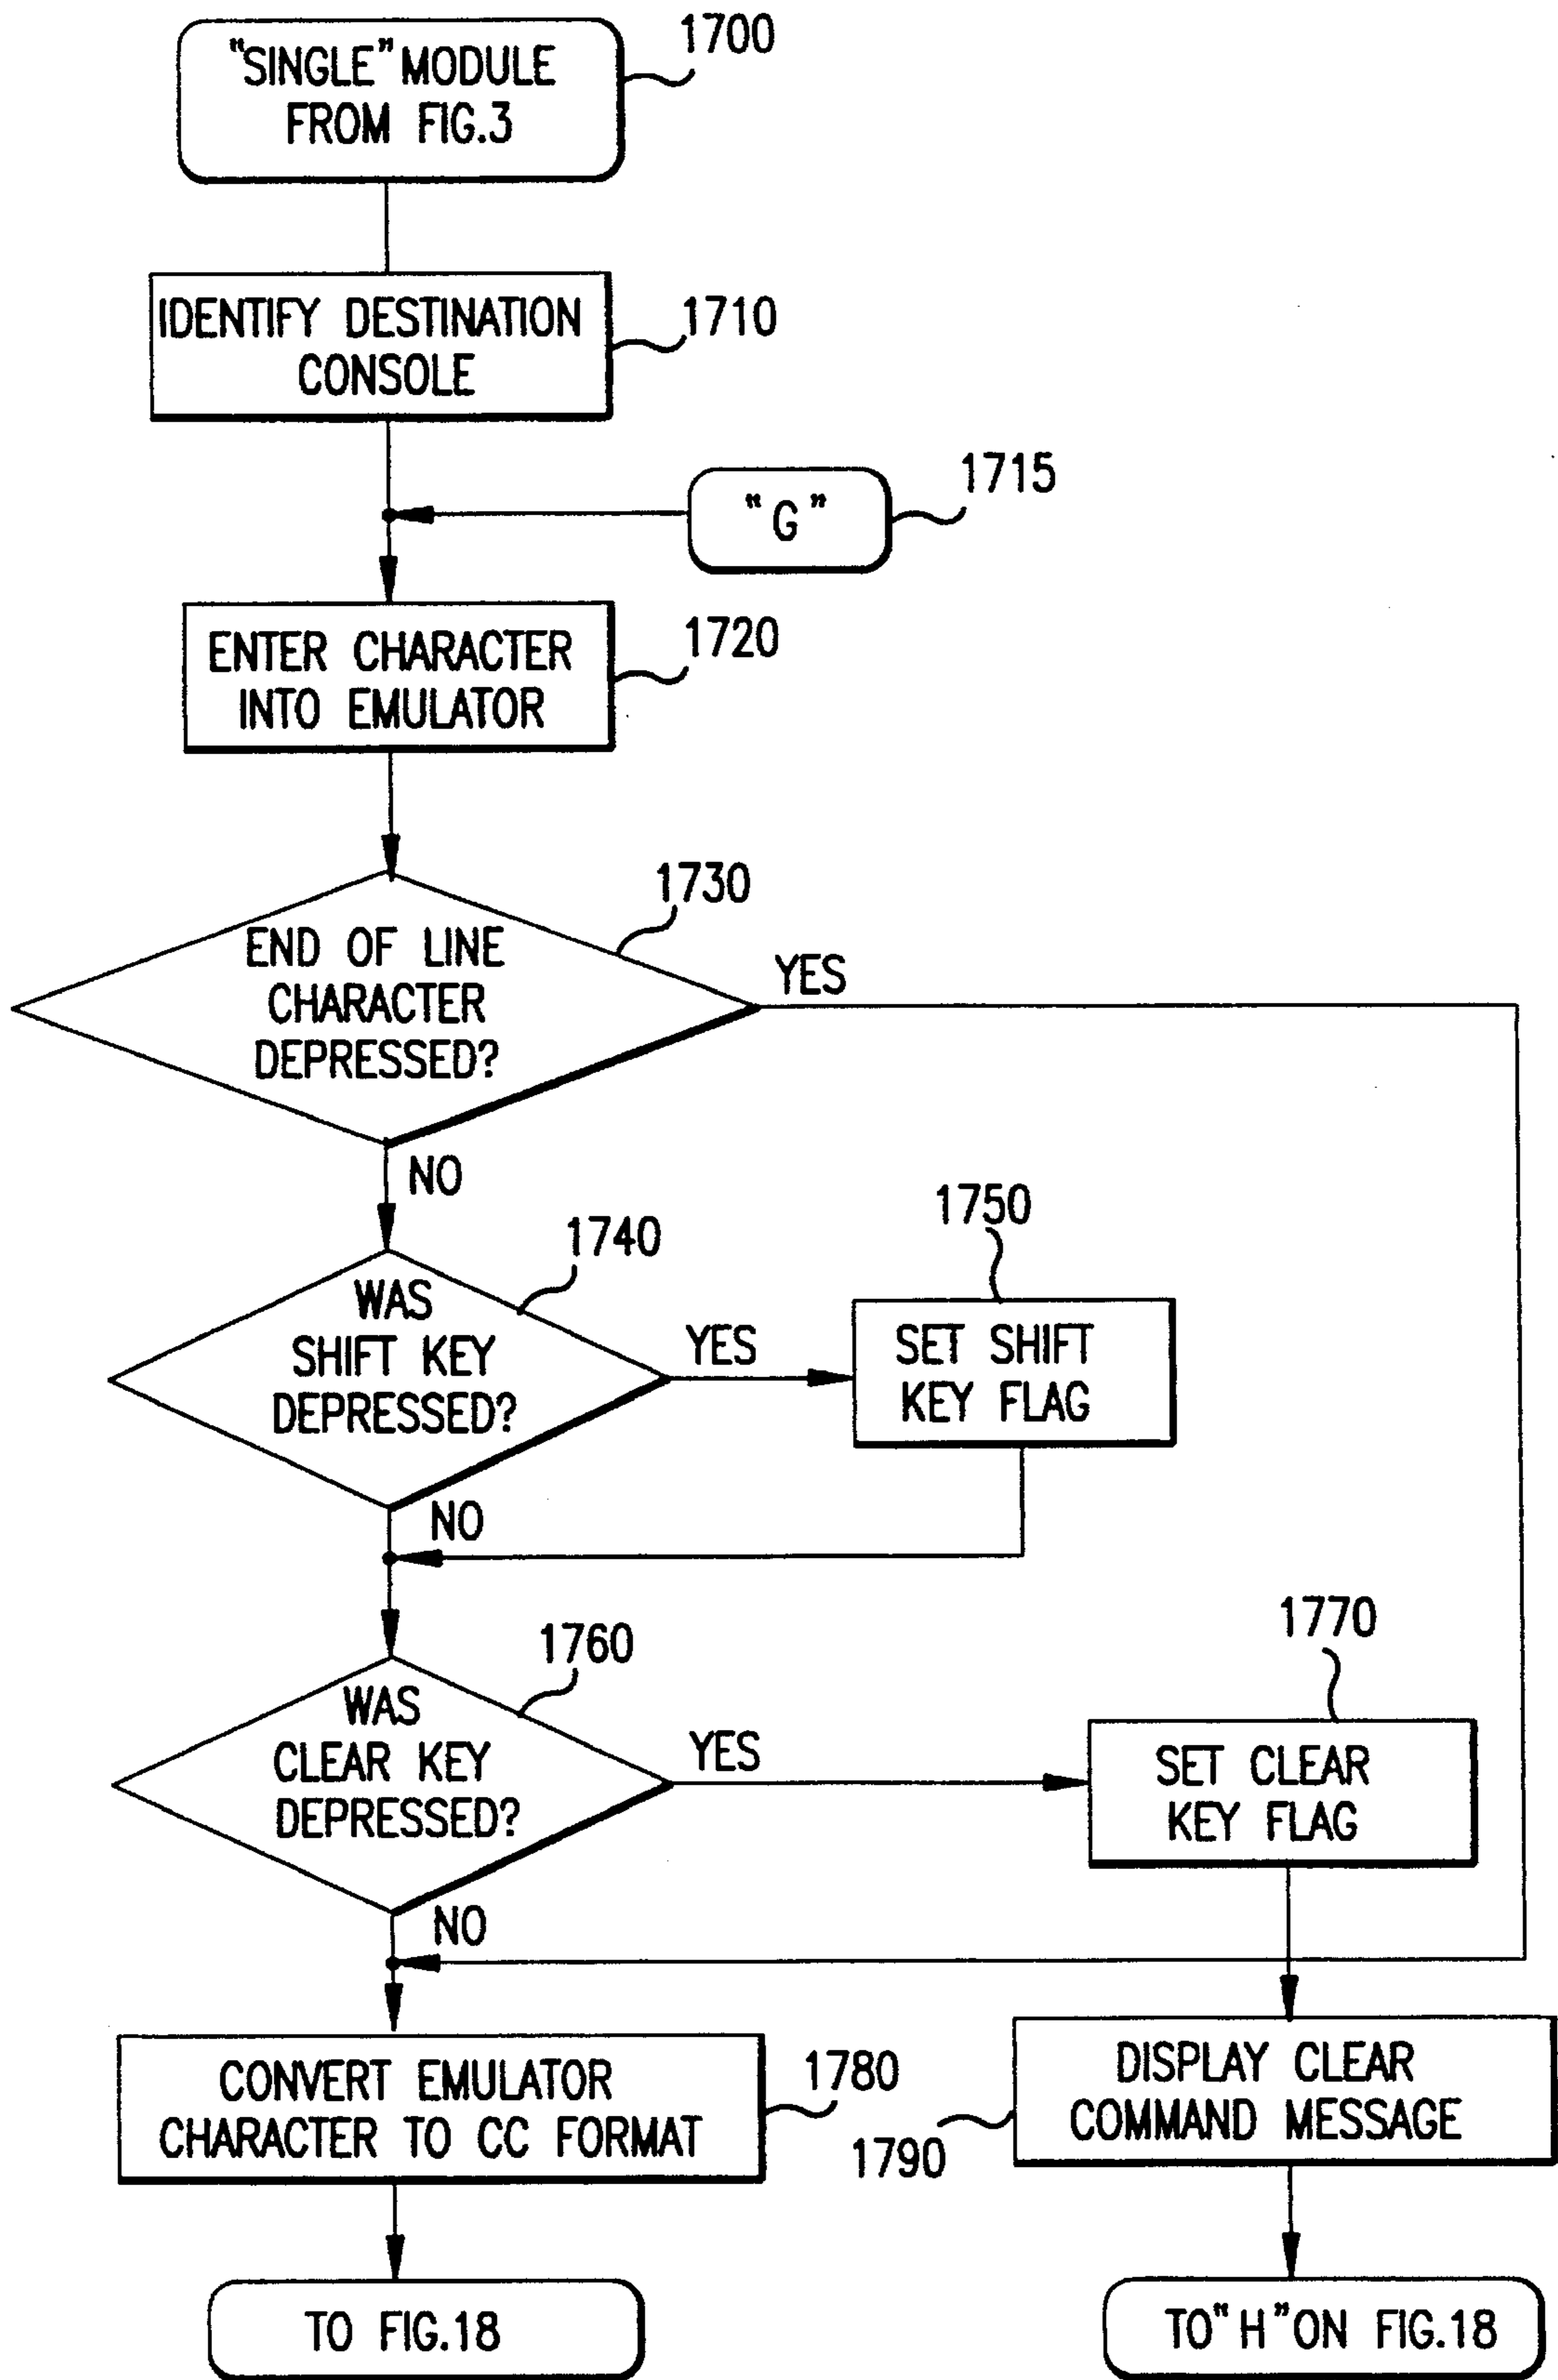 "SINGLE" MODULE
FROM FIG.3
1700
IDENTIFY DESTINATION
CONSOLE
1710
"G"
1715
ENTER CHARACTER
INTO EMULATOR
1720
END OF LINE
CHARACTER
DEPRESSED?
1730
YES
NO
WAS
SHIFT KEY
DEPRESSED?
1740
YES
SET SHIFT
KEY FLAG
1750
NO
WAS
CLEAR KEY
DEPRESSED?
1760
YES
SET CLEAR
KEY FLAG
1770
NO
CONVERT EMULATOR
CHARACTER TO CC FORMAT
1780
DISPLAY CLEAR
COMMAND MESSAGE
1790
TO FIG.18
TO "H" ON FIG.18